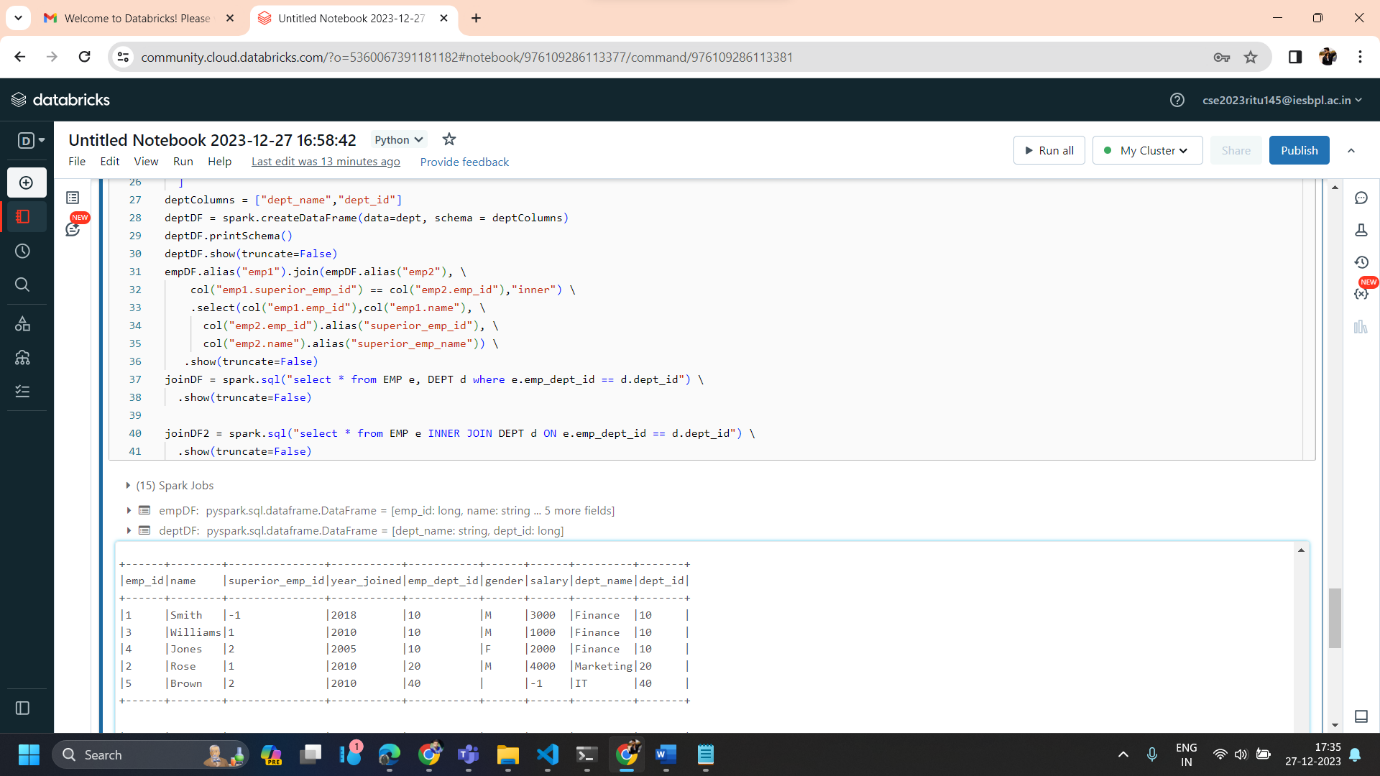 Welcome to Databricks! Please
Untitled Notebook 2023-12-27
community.cloud.databricks.com/?o=5360067391181182#notebook/976109286113377/command/976109286113381
databricks
cse2023ritu145@iesbpl.ac.in
D
Untitled Notebook 2023-12-27 16:58:42 Python
File Edit View Run Help Last edit was 13 minutes ago Provide feedback
Run all My Cluster Share Publish
NEW
NEW
26 ]
27 deptColumns = ["dept_name","dept_id"]
28 deptDF = spark.createDataFrame(data=dept, schema = deptColumns)
29 deptDF.printSchema()
30 deptDF.show(truncate=False)
31 empDF.alias("emp1").join(empDF.alias("emp2"), \
32 col("emp1.superior_emp_id") == col("emp2.emp_id"),"inner") \
33 .select(col("emp1.emp_id"),col("emp1.name"), \
34 col("emp2.emp_id").alias("superior_emp_id"), \
35 col("emp2.name").alias("superior_emp_name")) \
36 .show(truncate=False)
37 joinDF = spark.sql("select * from EMP e, DEPT d where e.emp_dept_id == d.dept_id") \
38 .show(truncate=False)
39
40 joinDF2 = spark.sql("select * from EMP e INNER JOIN DEPT d ON e.emp_dept_id == d.dept_id") \
41 .show(truncate=False)
(15) Spark Jobs
empDF: pyspark.sql.dataframe.DataFrame = [emp_id: long, name: string ... 5 more fields]
deptDF: pyspark.sql.dataframe.DataFrame = [dept_name: string, dept_id: long]
+------+--------+---------------+-----------+-----------+------+------+---------+-------+
|emp_id|name |superior_emp_id|year_joined|emp_dept_id|gender|salary|dept_name|dept_id|
+------+--------+---------------+-----------+-----------+------+------+---------+-------+
|1 |Smith |-1 |2018 |10 |M |3000 |Finance |10 |
|3 |Williams|1 |2010 |10 |M |1000 |Finance |10 |
|4 |Jones |2 |2005 |10 |F |2000 |Finance |10 |
|2 |Rose |1 |2010 |20 |M |4000 |Marketing|20 |
|5 |Brown |2 |2010 |40 | |-1 |IT |40 |
+------+--------+---------------+-----------+-----------+------+------+---------+-------+
Search
PRE
1
ENG
IN
17:35
27-12-2023